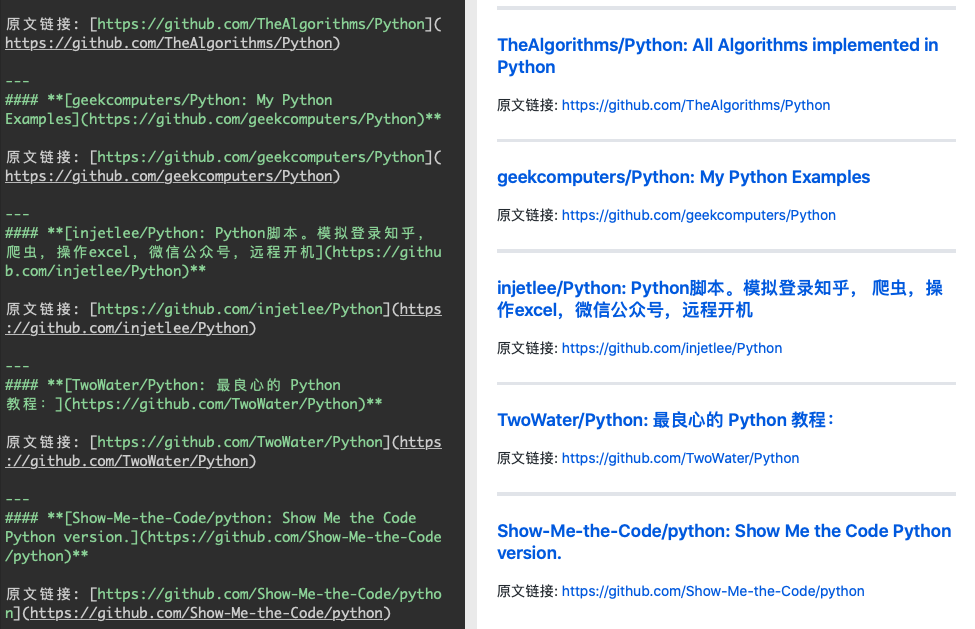 原文链接: [https://github.com/TheAlgorithms/Python](
https://github.com/TheAlgorithms/Python)
---
#### **[geekcomputers/Python: My Python
Examples](https://github.com/geekcomputers/Python)**
原文链接: [https://github.com/geekcomputers/Python](
https://github.com/geekcomputers/Python)
---
#### **[injetlee/Python: Python脚本。模拟登录知乎，
爬虫，操作excel，微信公众号，远程开机](https://githu
b.com/injetlee/Python)**
原文链接: [https://github.com/injetlee/Python](https
://github.com/injetlee/Python)
---
#### **[TwoWater/Python: 最良心的 Python
教程：](https://github.com/TwoWater/Python)**
原文链接: [https://github.com/TwoWater/Python](https
://github.com/TwoWater/Python)
---
#### **[Show-Me-the-Code/python: Show Me the Code
Python version.](https://github.com/Show-Me-the-Code
/python)**
原文链接: [https://github.com/Show-Me-the-Code/pytho
n](https://github.com/Show-Me-the-Code/python)
TheAlgorithms/Python: All Algorithms implemented in
Python
原文链接: https://github.com/TheAlgorithms/Python
geekcomputers/Python: My Python Examples
原文链接: https://github.com/geekcomputers/Python
injetlee/Python: Python脚本。模拟登录知乎， 爬虫，操
作excel，微信公众号，远程开机
原文链接: https://github.com/injetlee/Python
TwoWater/Python: 最良心的 Python 教程：
原文链接: https://github.com/TwoWater/Python
Show-Me-the-Code/python: Show Me the Code Python
version.
原文链接: https://github.com/Show-Me-the-Code/python